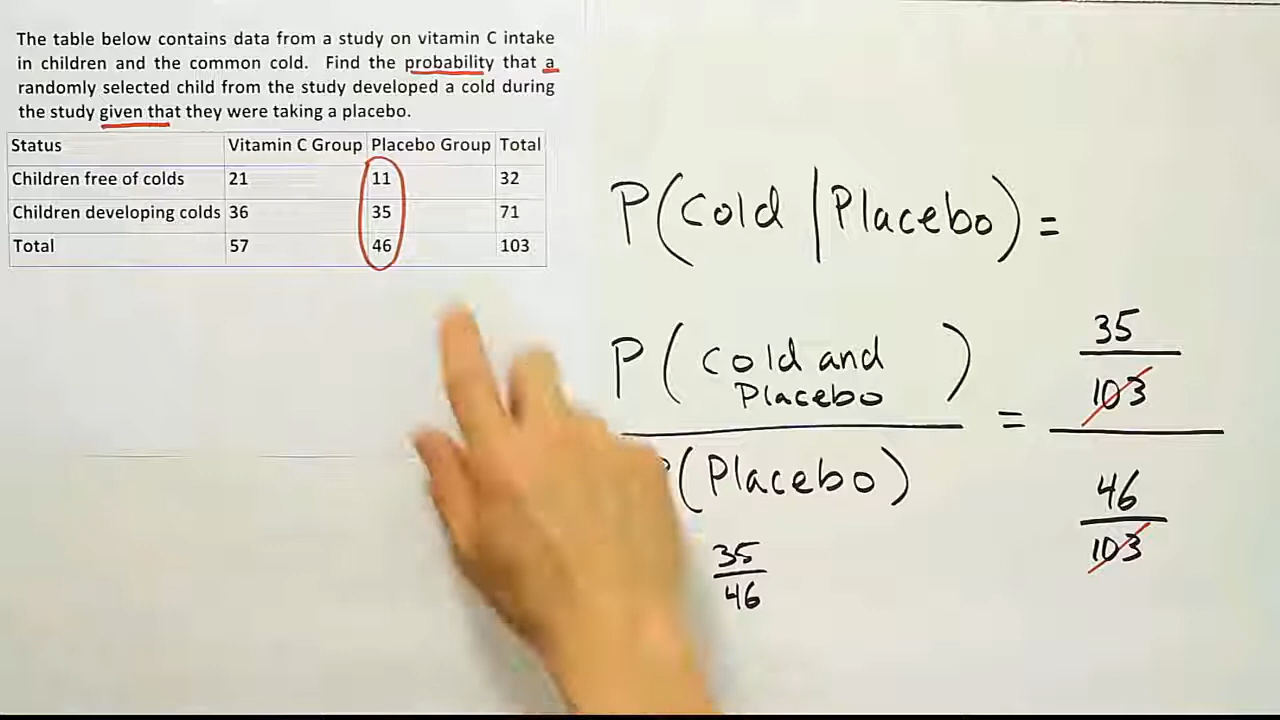 The table below contains data from a study on vitamin C intake
in children and the common cold. Find the probability that a
randomly selected child from the study developed a cold during
the study given that they were taking a placebo.
Status Vitamin C Group Placebo Group Total
Children free of colds 21 11 32
Children developing colds 36 35 71
Total 57 46 103
P(Cold | Placebo) =
P(Cold and
Placebo)
=
35
103
(Placebo)
46
103
35
46